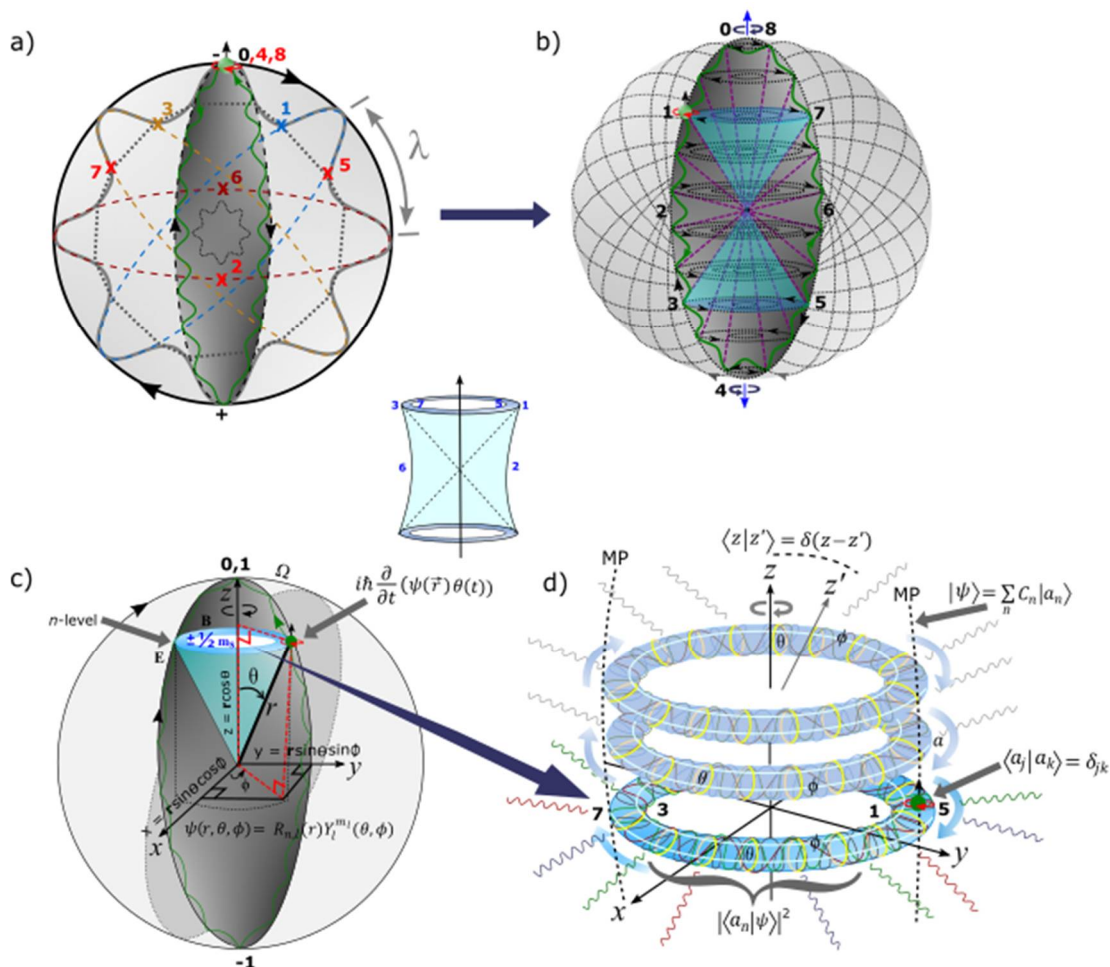 a)
- 0,4,8
3
1
7
5
6
2
λ
+
b)
0 8
1
7
2
6
3
5
4
3 7 5 1
6 2
c)
0,1
Ω
z
n-level
B
±½ mₛ
E
θ
r
z = rcosθ
y = rsinθsinϕ
y
x = rsinθcosϕ
ϕ
x
ψ(r, θ, ϕ) = Rₙ,ₗ(r)Yₗ^{mₗ}(θ, ϕ)
-1
iℏ ∂/∂t (ψ(r⃗)θ(t))
d)
⟨z|z′⟩ = δ(z−z′)
MP
z
z′
MP
|ψ⟩ = ∑ₙ Cₙ|aₙ⟩
θ
ϕ
a
⟨aⱼ|aₖ⟩ = δⱼₖ
θ
ϕ
7 3 1 5
θ
ϕ
y
x
|⟨aₙ|ψ⟩|²